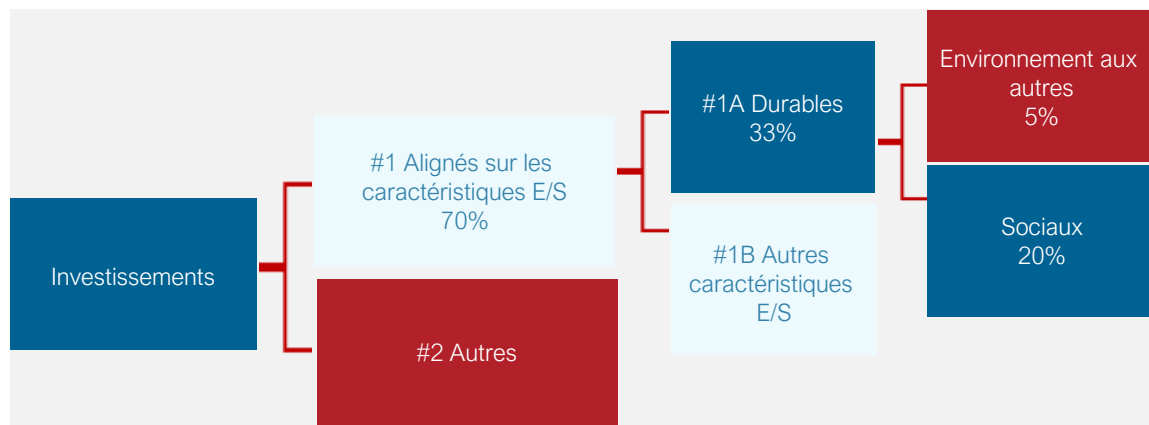 Investissements
#1 Alignés sur les
caractéristiques E/S
70%
#2 Autres
#1A Durables
33%
#1B Autres
caractéristiques
E/S
Environnement aux
autres
5%
Sociaux
20%